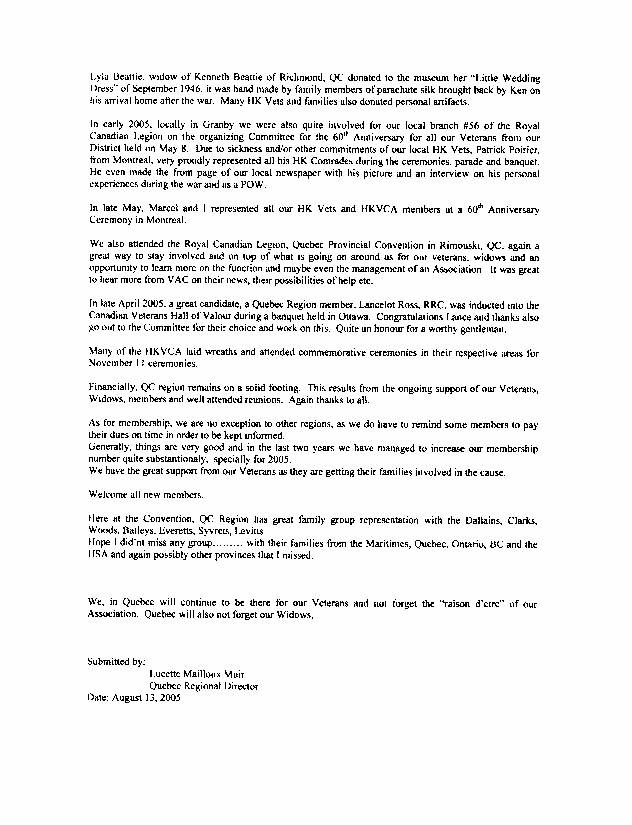 Lyla Beattie, widow of Kenneth Beattie of Richmond, QC donated to the museum her "Little Wedding
Dress" of September 1946, it was hand made by family members of parachute silk brought back by Ken on
his arrival home after the war. Many HK Vets and families also donated personal artifacts.
In early 2005, locally in Granby we were also quite involved for our local branch #56 of the Royal
Canadian Legion on the organizing Committee for the 60th Anniversary for all our Veterans from our
District held on May 8. Due to sickness and/or other commitments of our local HK Vets, Patrick Poirier,
from Montreal, very proudly represented all his HK Comrades during the ceremonies, parade and banquet.
He even made the front page of our local newspaper with his picture and an interview on his personal
experiences during the war and as a POW.
In late May, Marcel and I represented all our HK Vets and HKVCA members at a 60th Anniversary
Ceremony in Montreal.
We also attended the Royal Canadian Legion, Quebec Provincial Convention in Rimouski, QC, again a
great way to stay involved and on top of what is going on around us for our veterans, widows and an
opportunity to learn more on the function and maybe even the management of an Association. It was great
to hear more from VAC on their news, their possibilities of help etc.
In late April 2005, a great candidate, a Quebec Region member, Lancelot Ross, RRC, was inducted into the
Canadian Veterans Hall of Valour during a banquet held in Ottawa. Congratulations Lance and thanks also
go out to the Committee for their choice and work on this. Quite an honour for a worthy gentleman.
Many of the HKVCA laid wreaths and attended commemorative ceremonies in their respective areas for
November 11 ceremonies.
Financially, QC region remains on a solid footing. This results from the ongoing support of our Veterans,
Widows, members and well attended reunions. Again thanks to all.
As for membership, we are no exception to other regions, as we do have to remind some members to pay
their dues on time in order to be kept informed.
Generally, things are very good and in the last two years we have managed to increase our membership
number quite substantionaly, specially for 2005.
We have the great support from our Veterans as they are getting their families involved in the cause.
Welcome all new members.
Here at the Convention, QC Region has great family group representation with the Dallains, Clarks,
Woods, Baileys, Everetts, Syvrets, Levitts
Hope I did'nt miss any group......... with their families from the Maritimes, Quebec, Ontario, BC and the
USA and again possibly other provinces that I missed.
We, in Quebec will continue to be there for our Veterans and not forget the "raison d'etre" of our
Association. Quebec will also not forget our Widows.
Submitted by:
Lucette Mailloux Muir
Quebec Regional Director
Date: August 13, 2005